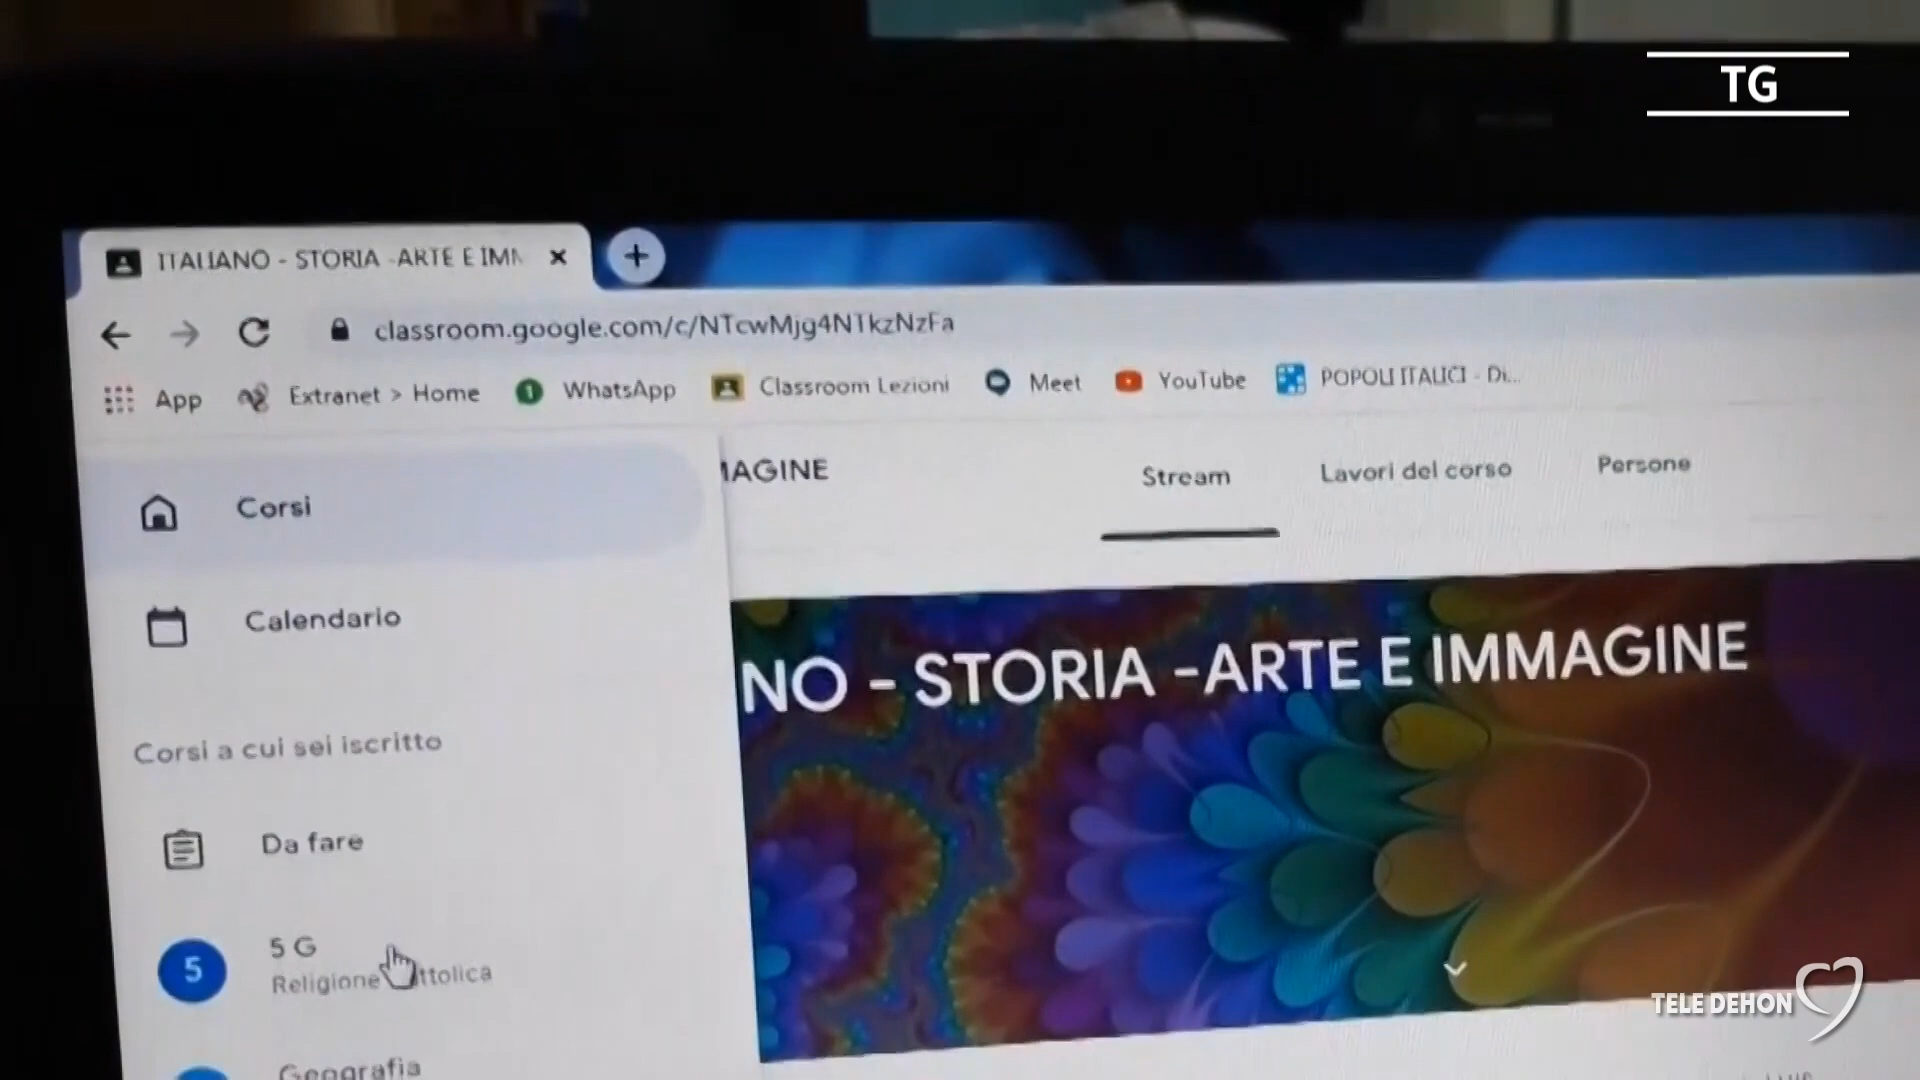 TG
ITALIANO - STORIA -ARTE E IMM
classroom.google.com/c/NTcwMjg4NTkzNzFa
App Extranet > Home WhatsApp Classroom Lezioni Meet YouTube POPOLI ITALICI - Di...
MAGINE Stream Lavori del corso Persone
Corsi
Calendario
NO - STORIA -ARTE E IMMAGINE
Corsi a cui sei iscritto
Da fare
5 5 G
Religione ttolica
TELE DEHON
Geografia